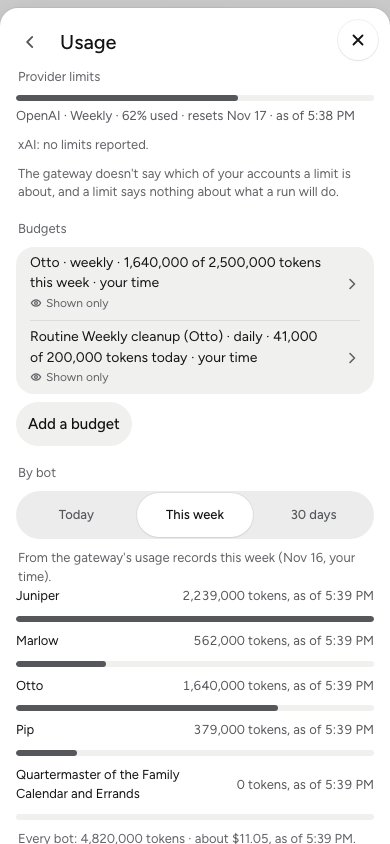 Usage
Provider limits
OpenAI · Weekly · 62% used · resets Nov 17 · as of 5:38 PM
xAI: no limits reported.
The gateway doesn't say which of your accounts a limit is
about, and a limit says nothing about what a run will do.
Budgets
Otto · weekly · 1,640,000 of 2,500,000 tokens
this week · your time
Shown only
Routine Weekly cleanup (Otto) · daily · 41,000
of 200,000 tokens today · your time
Shown only
Add a budget
By bot
Today This week 30 days
From the gateway's usage records this week (Nov 16, your
time).
Juniper 2,239,000 tokens, as of 5:39 PM
Marlow 562,000 tokens, as of 5:39 PM
Otto 1,640,000 tokens, as of 5:39 PM
Pip 379,000 tokens, as of 5:39 PM
Quartermaster of the Family
Calendar and Errands 0 tokens, as of 5:39 PM
Every bot: 4,820,000 tokens · about $11.05, as of 5:39 PM.